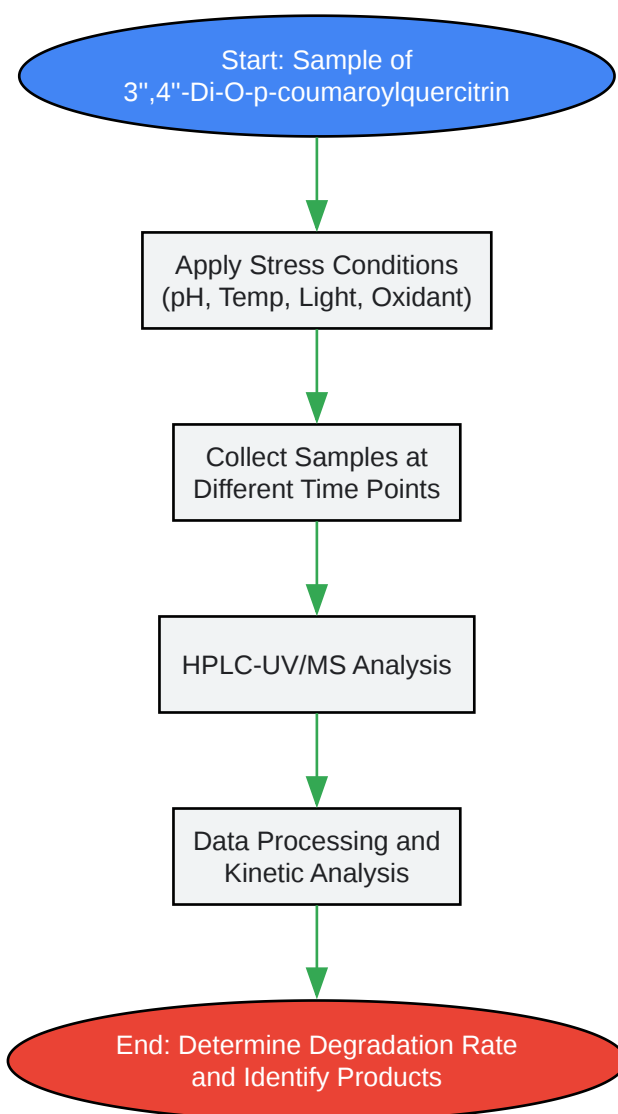 Start: Sample of
3",4"-Di-O-p-coumaroylquercitrin
Apply Stress Conditions
(pH, Temp, Light, Oxidant)
Collect Samples at
Different Time Points
HPLC-UV/MS Analysis
Data Processing and
Kinetic Analysis
End: Determine Degradation Rate
and Identify Products